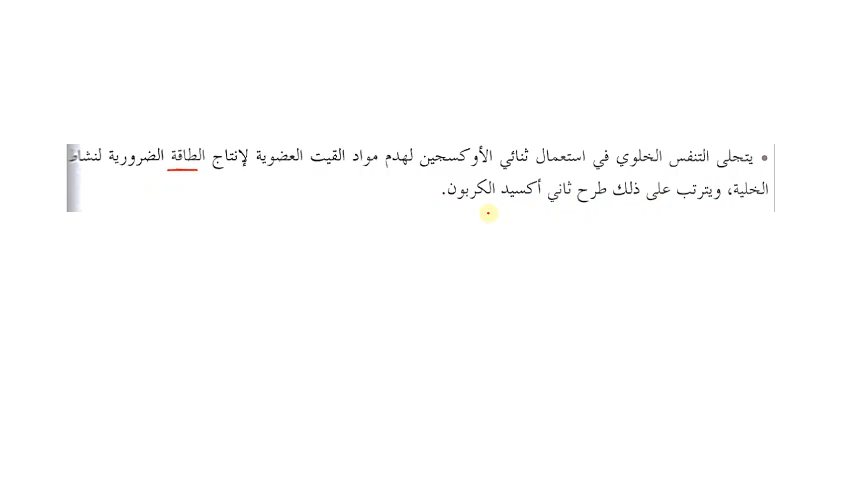 • يتجلى التنفس الخلوي في استعمال ثنائي الأوكسجين لهدم مواد القيت العضوية لإنتاج الطاقة الضرورية لنشاط
الخلية، ويترتب على ذلك طرح ثاني أكسيد الكربون.